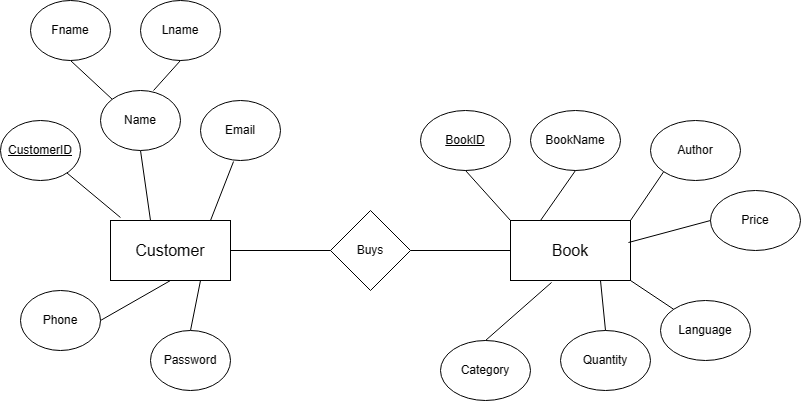 Fname
Lname
Name
Email
CustomerID
BookID
BookName
Author
Price
Customer
Buys
Book
Phone
Password
Language
Category
Quantity